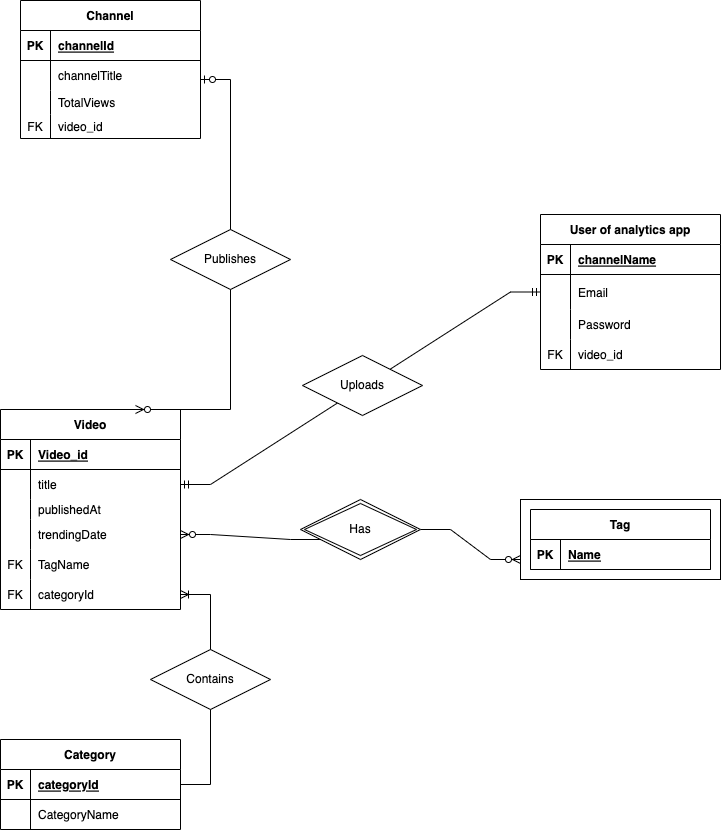 Channel
PK channelId
channelTitle
TotalViews
FK video_id
Publishes
User of analytics app
PK channelName
Email
Password
FK video_id
Uploads
Video
PK Video_id
title
publishedAt
trendingDate
FK TagName
FK categoryId
Has
Tag
PK Name
Contains
Category
PK categoryId
CategoryName